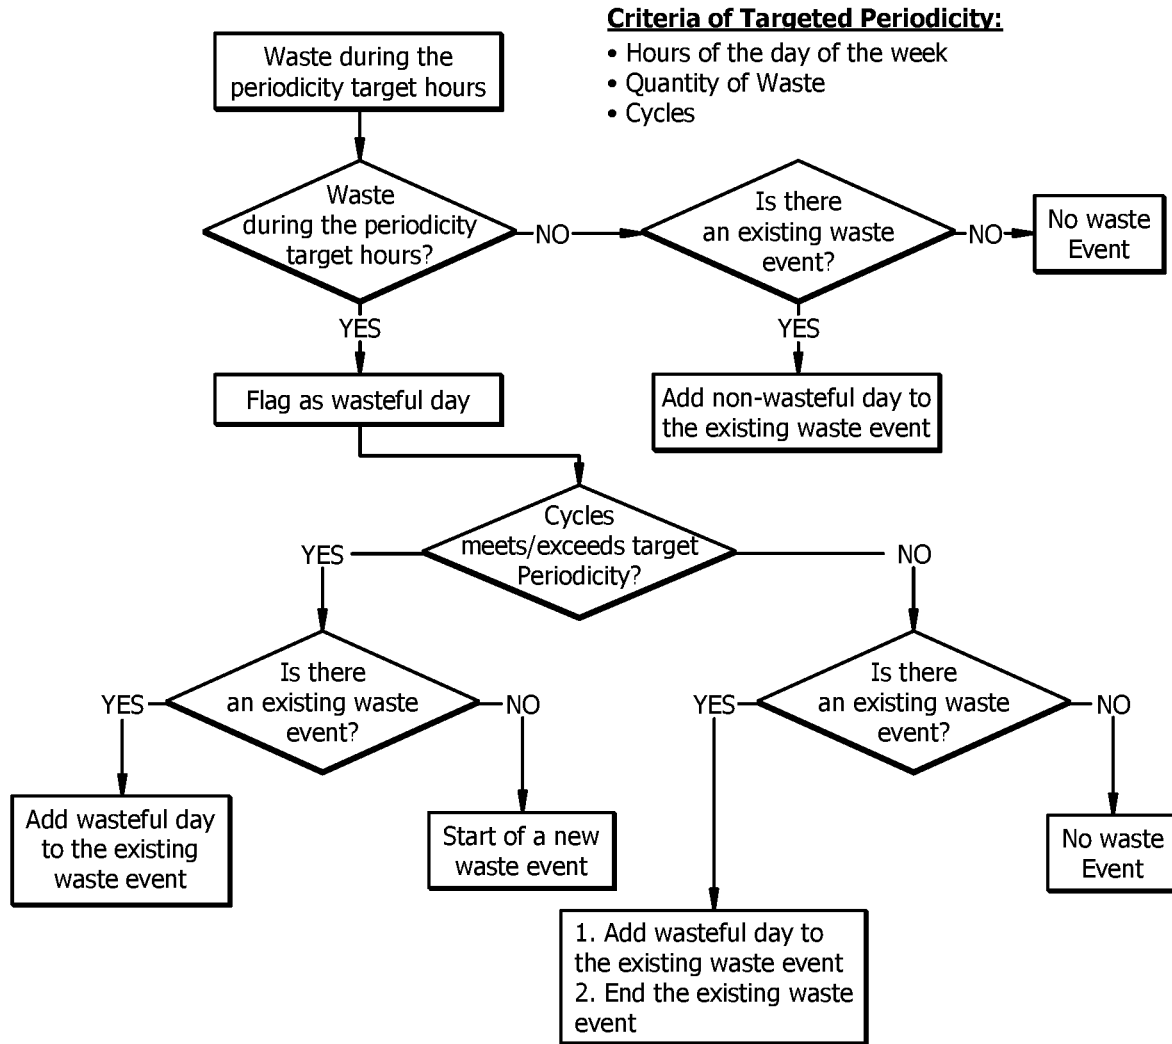 Criteria of Targeted Periodicity:
• Hours of the day of the week
• Quantity of Waste
• Cycles
Waste during the
periodicity target hours
Waste
during the periodicity
target hours?
NO
Is there
an existing waste
event?
NO
No waste
Event
YES
YES
Flag as wasteful day
Add non-wasteful day to
the existing waste event
Cycles
meets/exceeds target
Periodicity?
YES
NO
Is there
an existing waste
event?
YES
NO
Is there
an existing waste
event?
YES
NO
Add wasteful day
to the existing
waste event
Start of a new
waste event
No waste
Event
1. Add wasteful day to
the existing waste event
2. End the existing waste
event